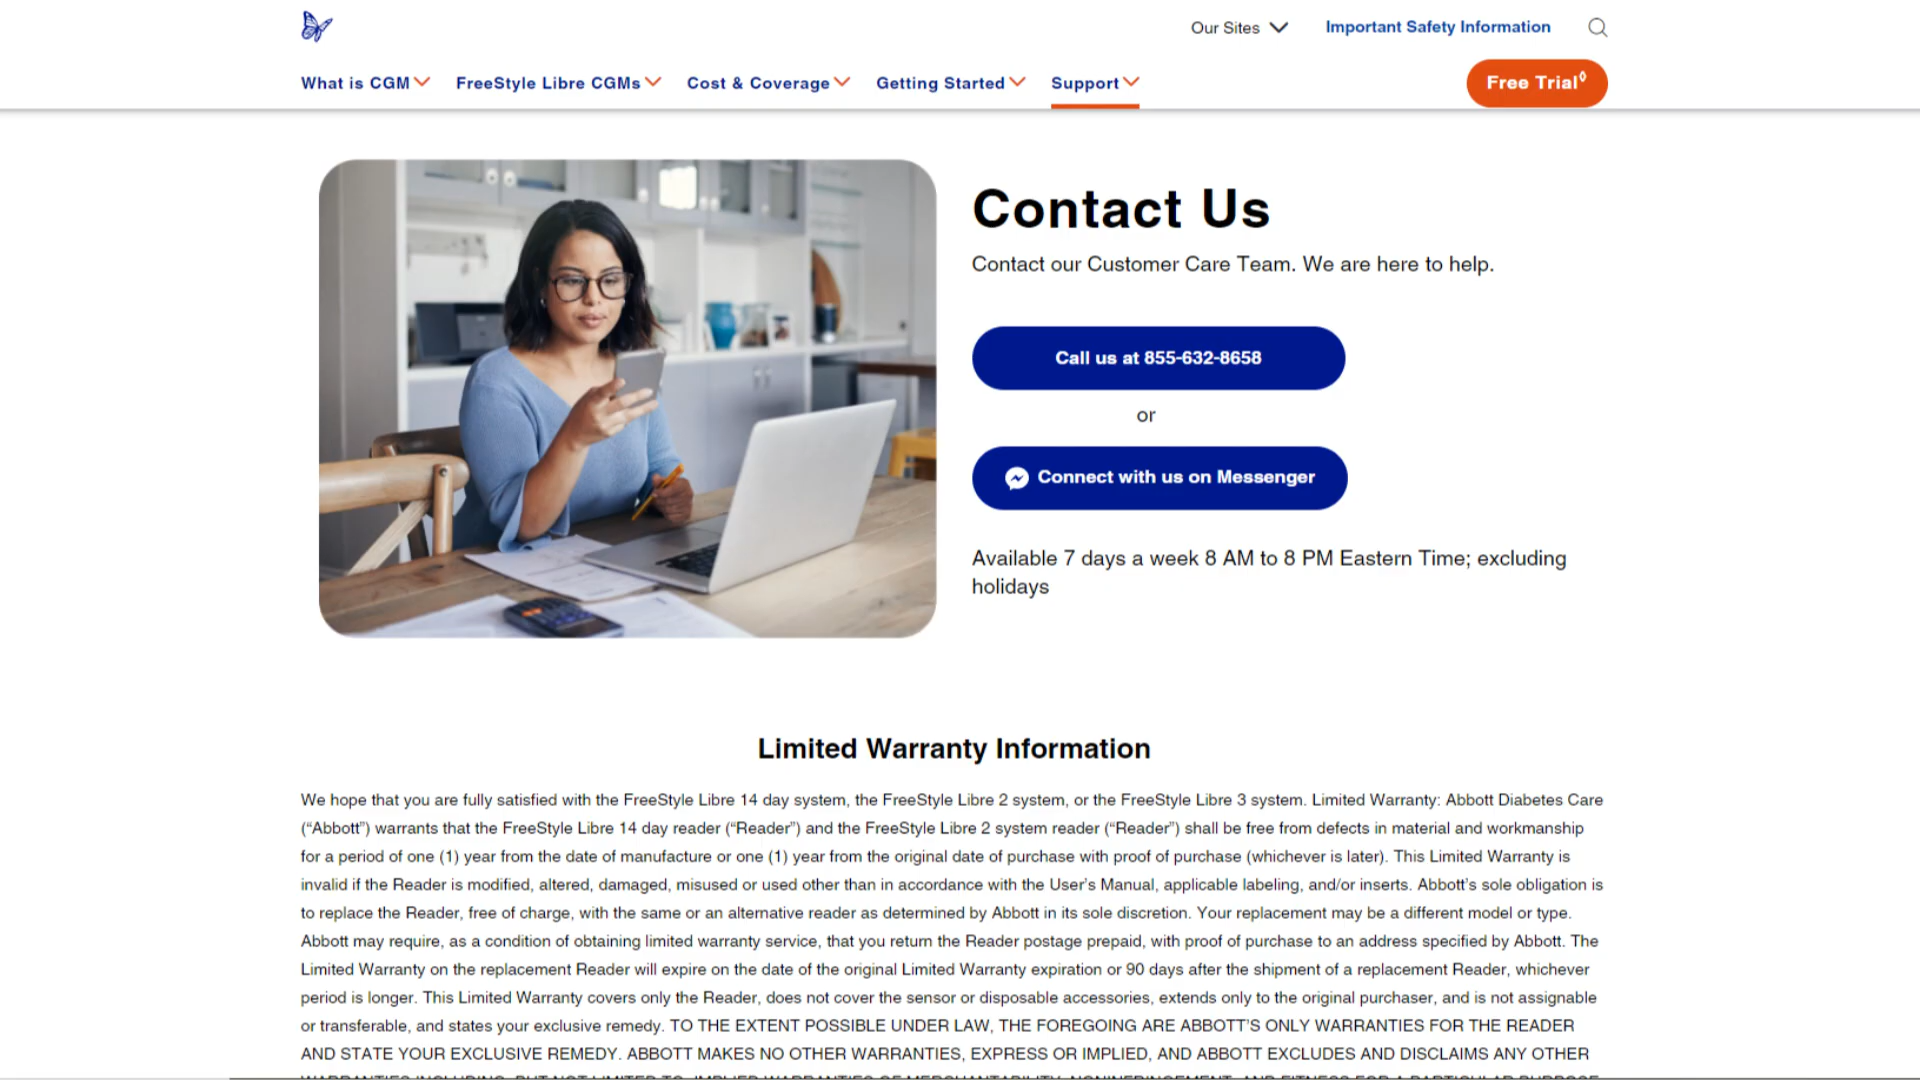 Our Sites
Important Safety Information
What is CGM
FreeStyle Libre CGMs
Cost & Coverage
Getting Started
Support
Free Trial◊
Contact Us
Contact our Customer Care Team. We are here to help.
Call us at 855-632-8658
or
Connect with us on Messenger
Available 7 days a week 8 AM to 8 PM Eastern Time; excluding
holidays
Limited Warranty Information
We hope that you are fully satisfied with the FreeStyle Libre 14 day system, the FreeStyle Libre 2 system, or the FreeStyle Libre 3 system. Limited Warranty: Abbott Diabetes Care
(“Abbott”) warrants that the FreeStyle Libre 14 day reader (“Reader”) and the FreeStyle Libre 2 system reader (“Reader”) shall be free from defects in material and workmanship
for a period of one (1) year from the date of manufacture or one (1) year from the original date of purchase with proof of purchase (whichever is later). This Limited Warranty is
invalid if the Reader is modified, altered, damaged, misused or used other than in accordance with the User’s Manual, applicable labeling, and/or inserts. Abbott’s sole obligation is
to replace the Reader, free of charge, with the same or an alternative reader as determined by Abbott in its sole discretion. Your replacement may be a different model or type.
Abbott may require, as a condition of obtaining limited warranty service, that you return the Reader postage prepaid, with proof of purchase to an address specified by Abbott. The
Limited Warranty on the replacement Reader will expire on the date of the original Limited Warranty expiration or 90 days after the shipment of a replacement Reader, whichever
period is longer. This Limited Warranty covers only the Reader, does not cover the sensor or disposable accessories, extends only to the original purchaser, and is not assignable
or transferable, and states your exclusive remedy. TO THE EXTENT POSSIBLE UNDER LAW, THE FOREGOING ARE ABBOTT’S ONLY WARRANTIES FOR THE READER
AND STATE YOUR EXCLUSIVE REMEDY. ABBOTT MAKES NO OTHER WARRANTIES, EXPRESS OR IMPLIED, AND ABBOTT EXCLUDES AND DISCLAIMS ANY OTHER